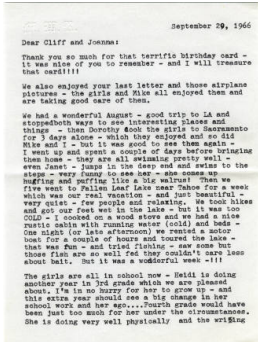 September 29, 1966
Dear Cliff and Joanna:
Thank you so much for that terrific birthday card -
it was nice of you to remember - and I will treasure
that card!!!!
We also enjoyed your last letter and those airplane
pictures - the girls and Mike all enjoyed them and
are taking good care of them.
We had a wonderful August - good trip to LA and
stopped both ways to see interesting places and
things - then Dorothy took the girls to Sacramento
for 3 days alone - which they enjoyed and so did
Mike and I - but it was good to see them again -
I went up and spent a couple of days before bringing
them home - they are all swimming pretty well -
even Janet - jumps in the deep end and swims to the
steps - very funny to see her - she comes up
huffing and puffing like a big walrus! Then we
five went to Fallen Leaf Lake near Tahoe for a week
which was our real vacation - and just beautiful -
very quiet - few people and relaxing. We took hikes
and got our feet wet in the lake - but it was too
COLD - I cooked on a wood stove and we had a nice
rustic cabin with running water (cold) and beds -
One night (or late afternoon) we rented a motor
boat for a couple of hours and toured the lake -
that was fun - and tried fishing - saw some but
those fish are so well fed they couldn't care less
about bait. But it was a wonderful week -!!!
The girls are all in school now - Heidi is doing
another year in 3rd grade which we are pleased
about. I'm in no hurry for her to grow up - and
this extra year should see a big change in her
school work and her ego....Fourth grade would have
been just too much for her under the circumstances.
She is doing very well physically and the writing